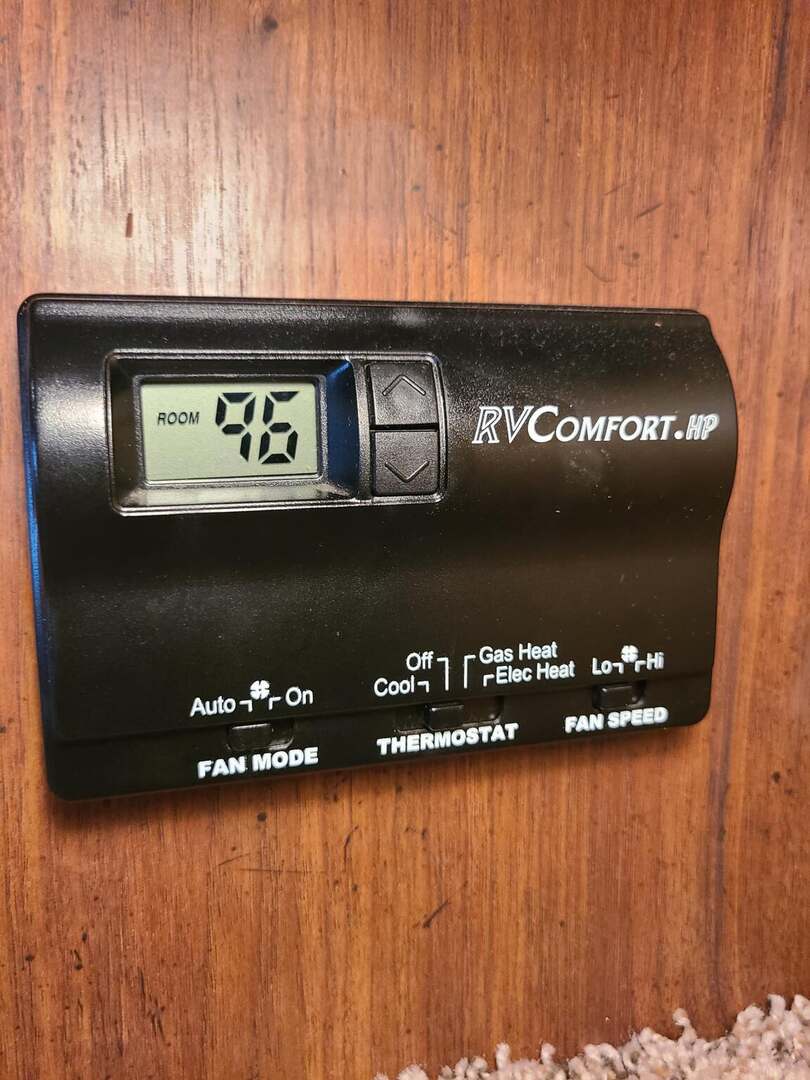 ROOM 96
RVCOMFORT.HP
Off Gas Heat
Cool Elec Heat
Auto On
Lo Hi
FAN MODE
THERMOSTAT
FAN SPEED